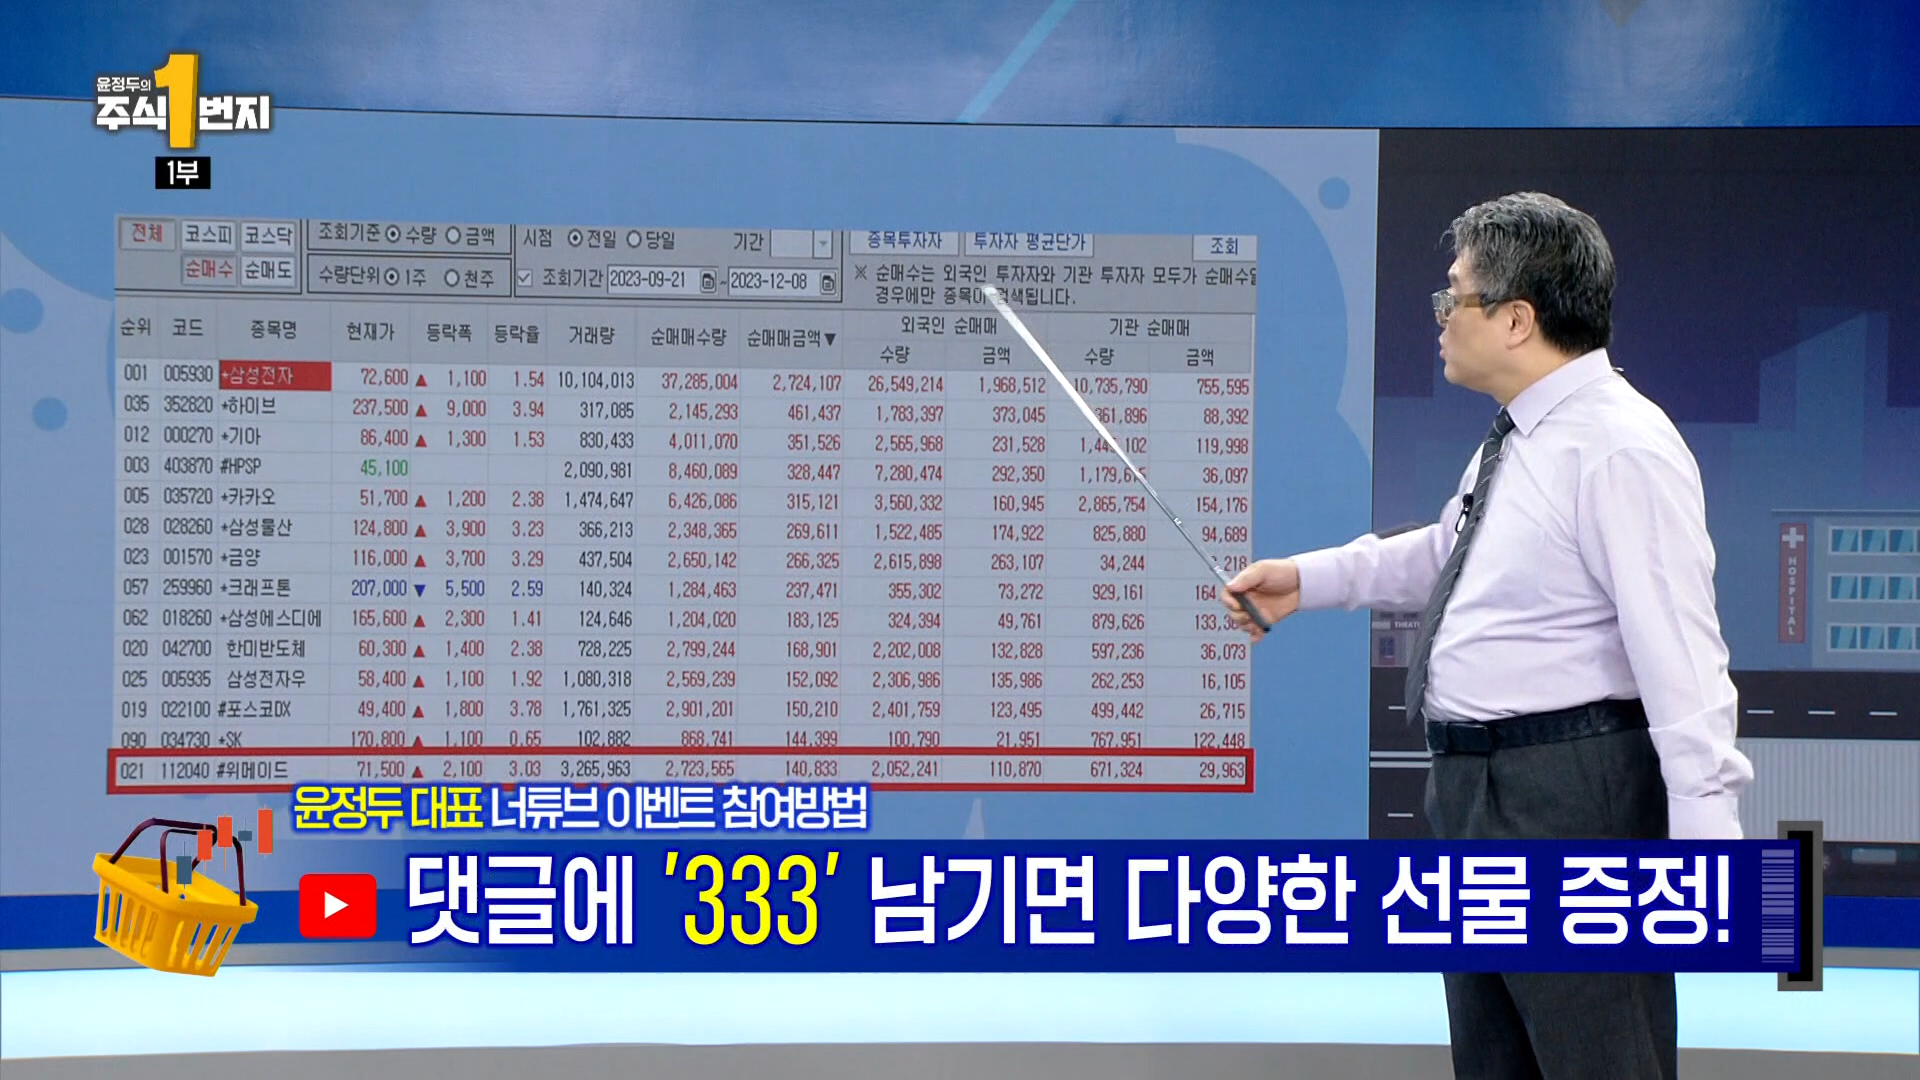 윤정두의
주식1번지
1부
전체 코스피 코스닥 조회기준 수량 금액 시점 전일 당일 기간 종목투자자 투자자 평균단가 조회
순매수 순매도 수량단위 1주 천주 조회기간 2023-09-21 ~ 2023-12-08 ※ 순매수는 외국인 투자자와 기관 투자자 모두가 순매수일
경우에만 종목이 검색됩니다.
순위 코드 종목명 현재가 등락폭 등락율 거래량 순매매수량 순매매금액▼ 외국인 순매매 기관 순매매
수량 금액 수량 금액
001 005930 *삼성전자 72,600 ▲ 1,100 1.54 10,104,013 37,285,004 2,724,107 26,549,214 1,968,512 10,735,790 755,595
035 352820 *하이브 237,500 ▲ 9,000 3.94 317,085 2,145,293 461,437 1,783,397 373,045 361,896 88,392
012 000270 *기아 86,400 ▲ 1,300 1.53 830,433 4,011,070 351,526 2,565,968 231,528 1,445,102 119,998
003 403870 #HPSP 45,100 2,090,981 8,460,089 328,447 7,280,474 292,350 1,179,615 36,097
005 035720 *카카오 51,700 ▲ 1,200 2.38 1,474,647 6,426,086 315,121 3,560,332 160,945 2,865,754 154,176
028 028260 *삼성물산 124,800 ▲ 3,900 3.23 366,213 2,348,365 269,611 1,522,485 174,922 825,880 94,689
023 001570 *금양 116,000 ▲ 3,700 3.29 437,504 2,650,142 266,325 2,615,898 263,107 34,244
057 259960 *크래프톤 207,000 ▼ 5,500 2.59 140,324 1,284,463 237,471 355,302 73,272 929,161
062 018260 *삼성에스디에 165,600 ▲ 2,300 1.41 124,646 1,204,020 183,125 324,394 49,761 879,626
020 042700 한미반도체 60,300 ▲ 1,400 2.38 728,225 2,799,244 168,901 2,202,008 132,828 597,236 36,073
025 005935 삼성전자우 58,400 ▲ 1,100 1.92 1,080,318 2,569,239 152,092 2,306,986 135,986 262,253 16,105
019 022100 #포스코DX 49,400 ▲ 1,800 3.78 1,761,325 2,901,201 150,210 2,401,759 123,495 499,442 26,715
090 034730 *SK 170,800 ▲ 1,100 0.65 102,882 868,741 144,399 100,790 21,951 767,951 122,448
021 112040 #위메이드 71,500 ▲ 2,100 3.03 3,265,963 2,723,565 140,833 2,052,241 110,870 671,324 29,963
HOSPITAL
윤정두 대표 너튜브 이벤트 참여방법
댓글에 '333' 남기면 다양한 선물 증정!